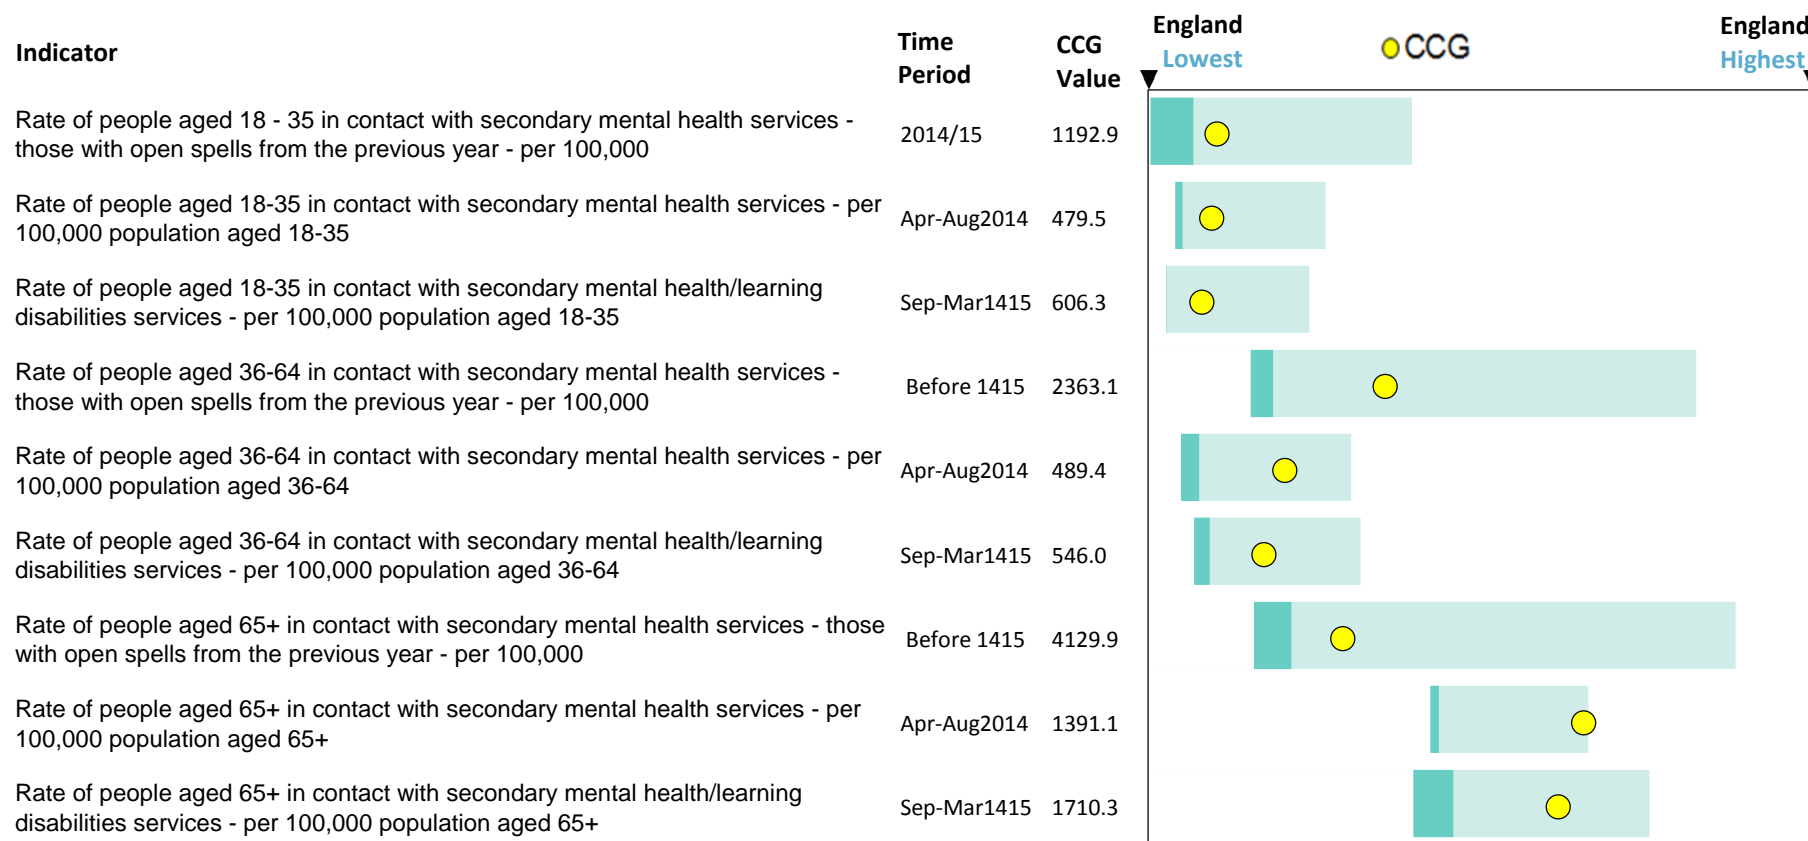 Indicator
Time
Period
CCG
Value
England
Lowest
CCG
England
Highest
Rate of people aged 18 - 35 in contact with secondary mental health services -
those with open spells from the previous year - per 100,000
2014/15
1192.9
Rate of people aged 18-35 in contact with secondary mental health services - per
100,000 population aged 18-35
Apr-Aug2014
479.5
Rate of people aged 18-35 in contact with secondary mental health/learning
disabilities services - per 100,000 population aged 18-35
Sep-Mar1415
606.3
Rate of people aged 36-64 in contact with secondary mental health services -
those with open spells from the previous year - per 100,000
Before 1415
2363.1
Rate of people aged 36-64 in contact with secondary mental health services - per
100,000 population aged 36-64
Apr-Aug2014
489.4
Rate of people aged 36-64 in contact with secondary mental health/learning
disabilities services - per 100,000 population aged 36-64
Sep-Mar1415
546.0
Rate of people aged 65+ in contact with secondary mental health services - those
with open spells from the previous year - per 100,000
Before 1415
4129.9
Rate of people aged 65+ in contact with secondary mental health services - per
100,000 population aged 65+
Apr-Aug2014
1391.1
Rate of people aged 65+ in contact with secondary mental health/learning
disabilities services - per 100,000 population aged 65+
Sep-Mar1415
1710.3